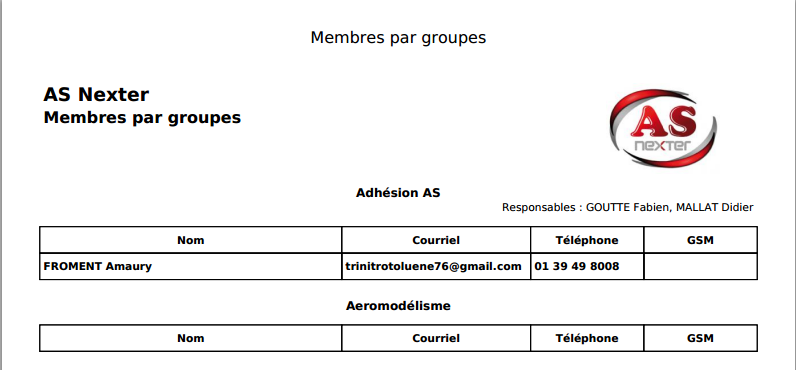 Membres par groupes
AS Nexter
Membres par groupes
AS
nexter
Adhésion AS
Responsables : GOUTTE Fabien, MALLAT Didier
Nom Courriel Téléphone GSM
FROMENT Amaury trinitrotoluene76@gmail.com 01 39 49 8008
Aeromodélisme
Nom Courriel Téléphone GSM